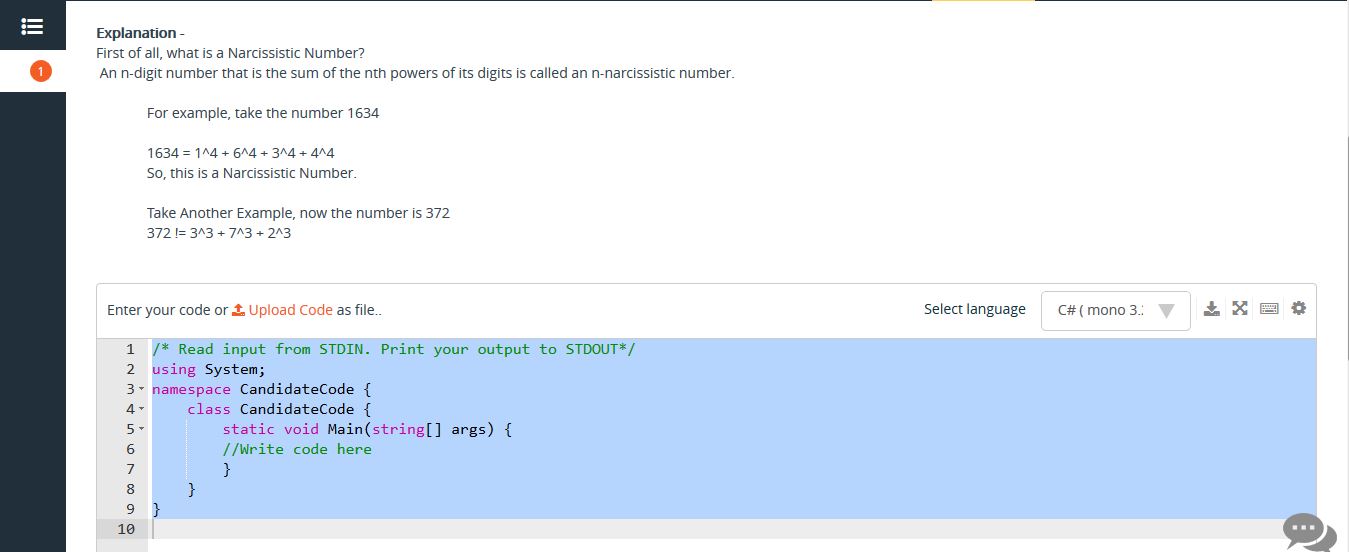 Explanation -
First of all, what is a Narcissistic Number?
An n-digit number that is the sum of the nth powers of its digits is called an n-narcissistic number.
For example, take the number 1634
1634 = 1^4 + 6^4 + 3^4 + 4^4
So, this is a Narcissistic Number.
Take Another Example, now the number is 372
372 != 3^3 + 7^3 + 2^3
1
Enter your code or Upload Code as file..
Select language C# ( mono 3.:
1 /* Read input from STDIN. Print your output to STDOUT*/
2 using System;
3 namespace CandidateCode {
4 class CandidateCode {
5 static void Main(string[] args) {
6 //Write code here
7 }
8 }
9 }
10